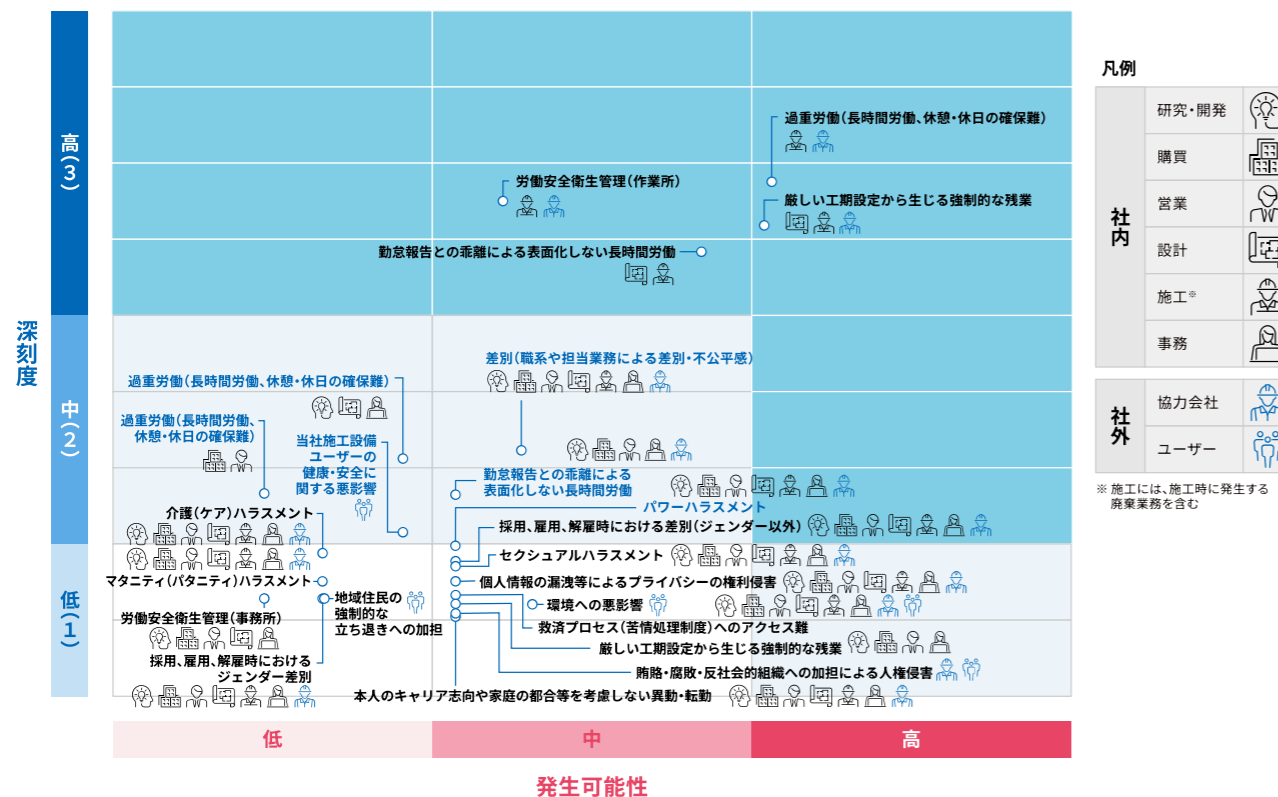 深刻度
高(3)
中(2)
低(1)
過重労働(長時間労働、休憩・休日の確保難)
労働安全衛生管理(作業所)
厳しい工期設定から生じる強制的な残業
勤怠報告との乖離による表面化しない長時間労働
差別(職系や担当業務による差別・不公平感)
過重労働(長時間労働、休憩・休日の確保難)
過重労働(長時間労働、
休憩・休日の確保難)
当社施工設備
ユーザーの
健康・安全に
関する悪影響
勤怠報告との乖離による
表面化しない長時間労働
パワーハラスメント
介護(ケア)ハラスメント
採用、雇用、解雇時における差別(ジェンダー以外)
セクシュアルハラスメント
マタニティ(パタニティ)ハラスメント
個人情報の漏洩等によるプライバシーの権利侵害
地域住民の
強制的な
立ち退きへの加担
環境への悪影響
労働安全衛生管理(事務所)
救済プロセス(苦情処理制度)へのアクセス難
厳しい工期設定から生じる強制的な残業
採用、雇用、解雇時における
ジェンダー差別
賄賂・腐敗・反社会的組織への加担による人権侵害
本人のキャリア志向や家庭の都合等を考慮しない異動・転勤
低
中
高
発生可能性
凡例
社内
研究・開発
購買
営業
設計
施工※
事務
社外
協力会社
ユーザー
※ 施工には、施工時に発生する
廃棄業務を含む